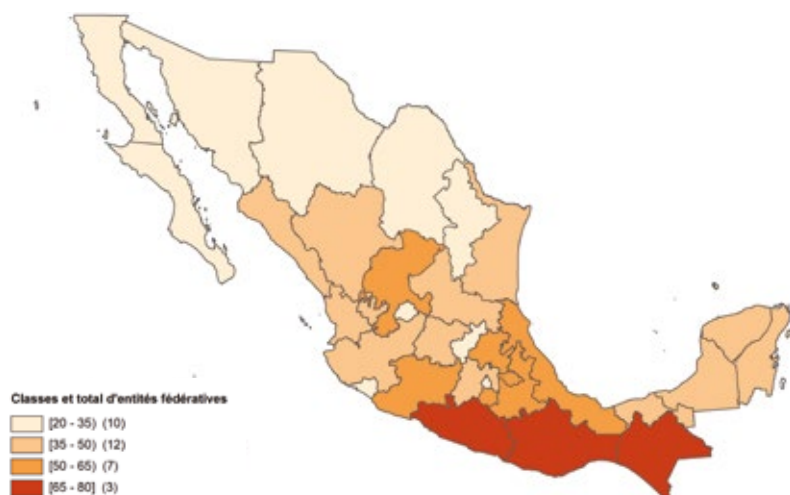 Classes et total d'entités fédératives
[20 - 35) (10)
[35 - 50) (12)
[50 - 65) (7)
[65 - 80] (3)